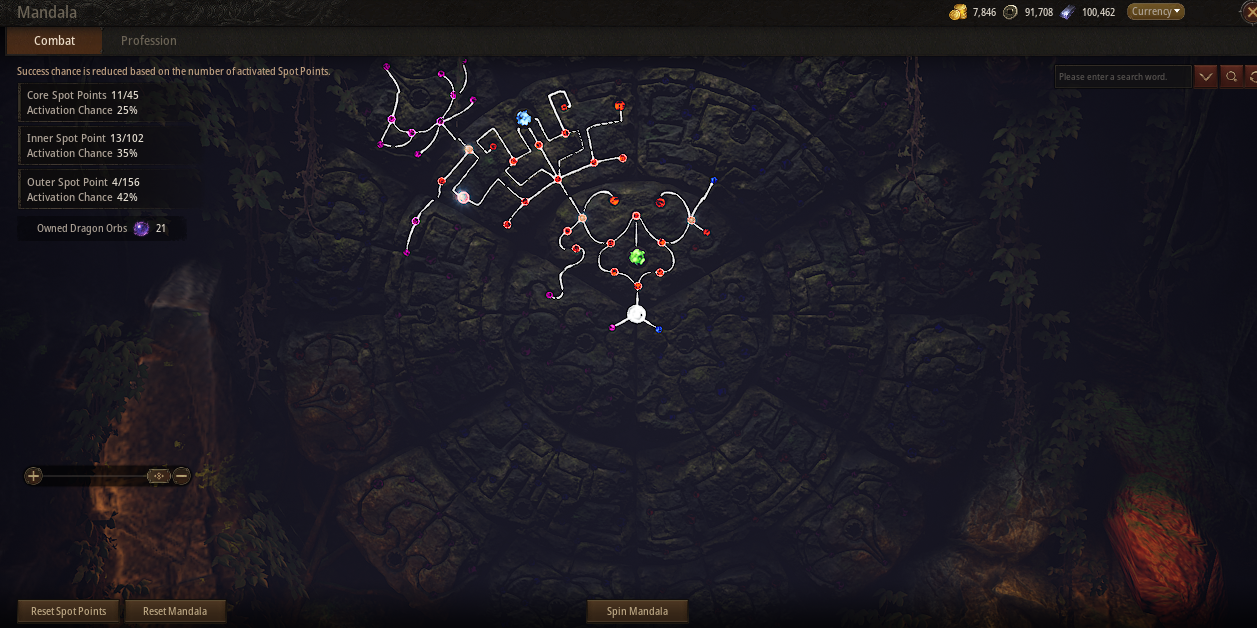 Mandala
7,846
91,708
100,462
Currency
Combat
Profession
Success chance is reduced based on the number of activated Spot Points.
Please enter a search word.
Core Spot Points 11/45
Activation Chance 25%
Inner Spot Point 13/102
Activation Chance 35%
Outer Spot Point 4/156
Activation Chance 42%
Owned Dragon Orbs 21
Reset Spot Points
Reset Mandala
Spin Mandala